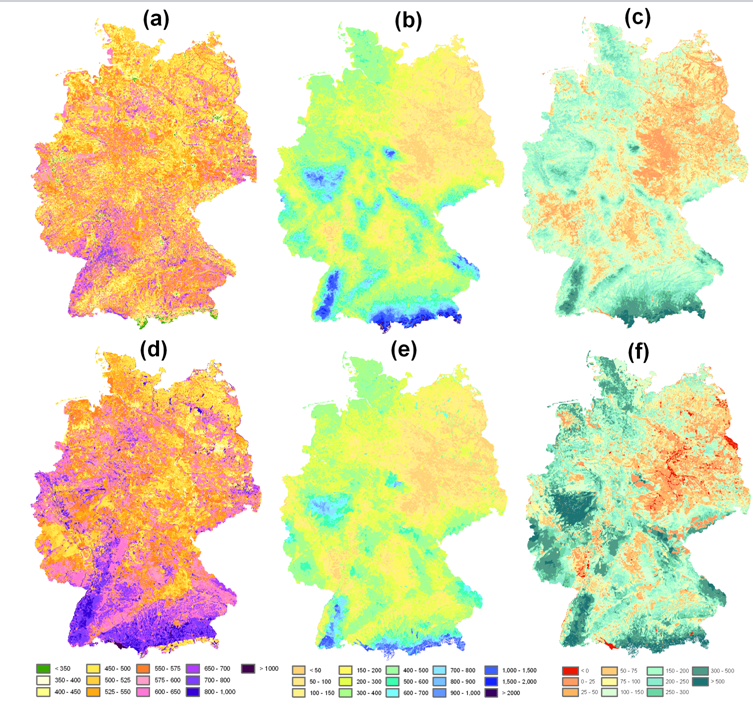 (a) (b) (c)
(d) (e) (f)
< 350 450 - 500 550 - 575 650 - 700 > 1000
350 - 400 500 - 525 575 - 600 700 - 800
400 - 450 525 - 550 600 - 650 800 - 1,000
< 50 150 - 200 400 - 500 700 - 800 1,000 - 1,500
50 - 100 200 - 300 500 - 600 800 - 900 1,500 - 2,000
100 - 150 300 - 400 600 - 700 900 - 1,000 > 2000
< 0 50 - 75 150 - 200 300 - 500
0 - 25 75 - 100 200 - 250 > 500
25 - 50 100 - 150 250 - 300